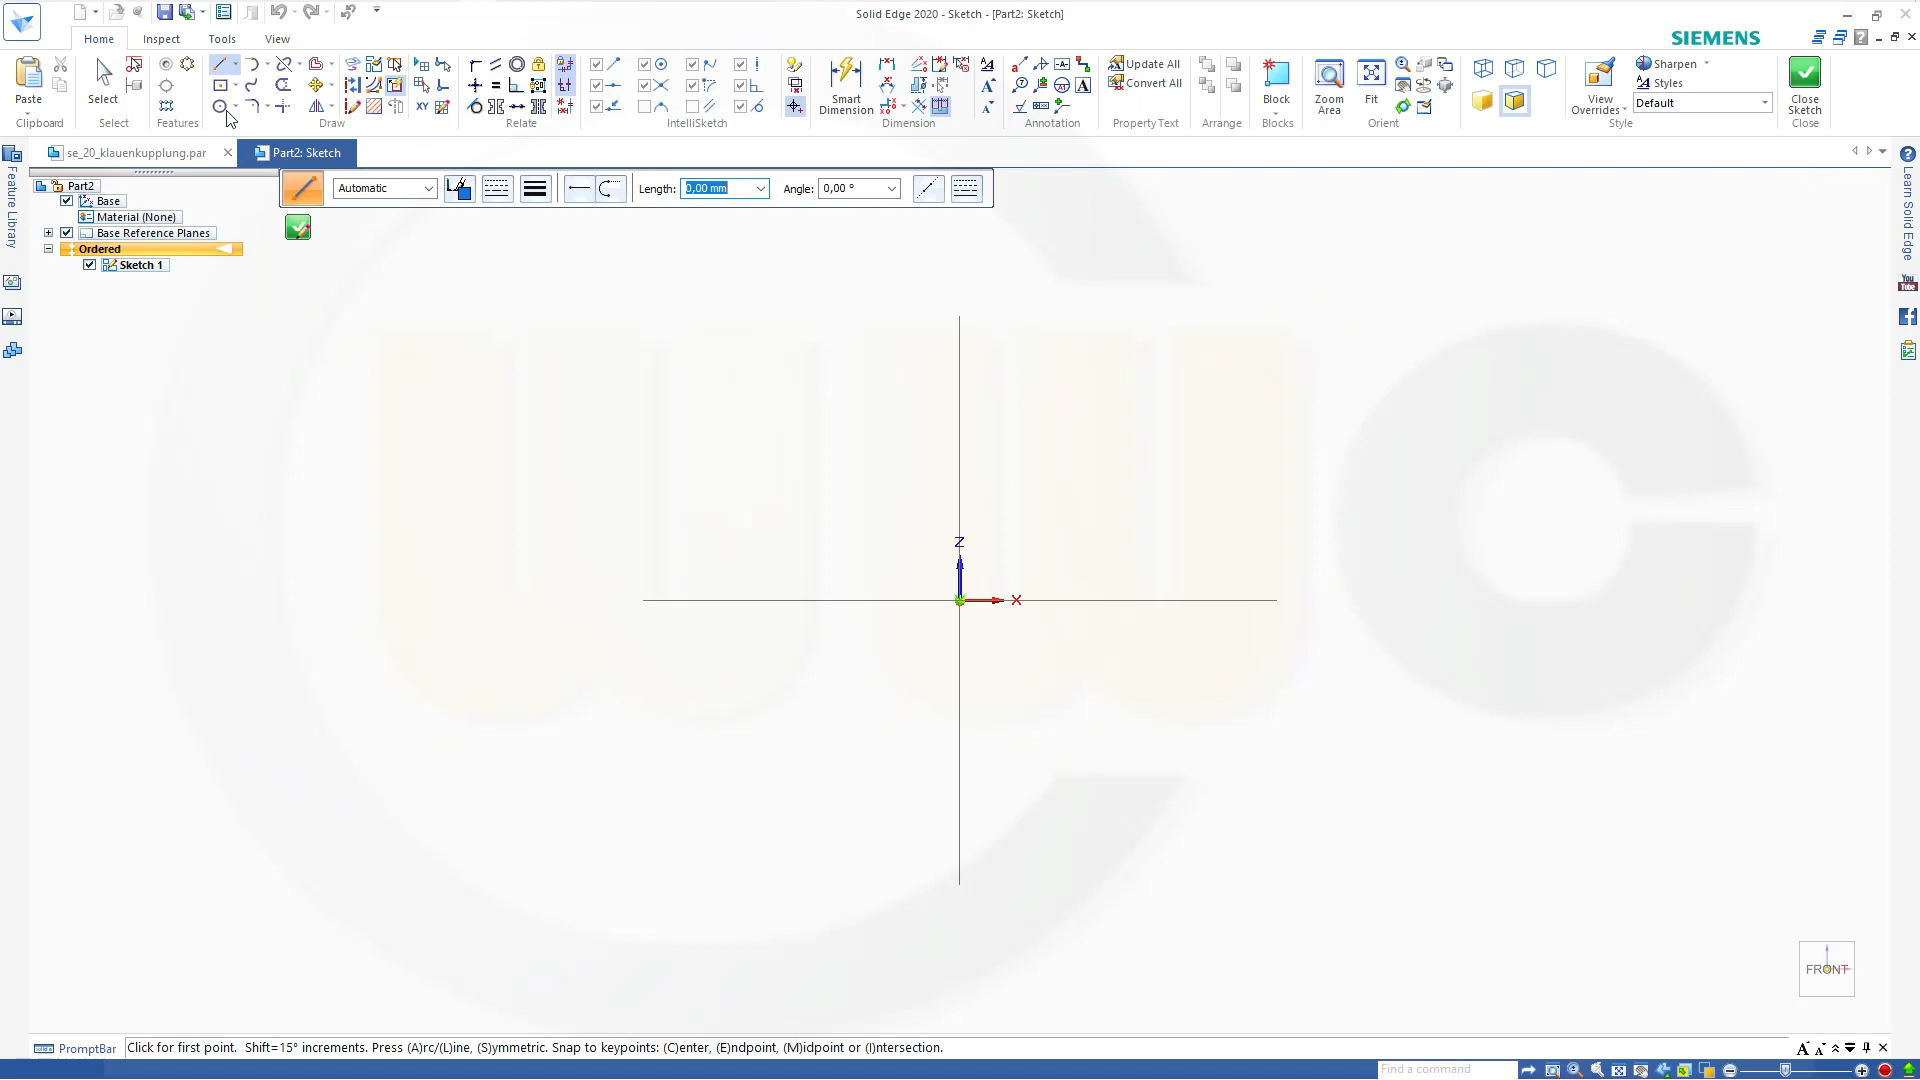 Solid Edge 2020 - Sketch - [Part2: Sketch]
Home
Inspect
Tools
View
SIEMENS
Paste
Clipboard
Select
Select
Features
Draw
Relate
IntelliSketch
Smart Dimension
Dimension
Annotation
Update All
Convert All
PropertyText
Arrange
Block
Blocks
Zoom Area
Fit
Orient
View Overrides
Sharpen
Styles
Default
Style
Close Sketch
Close
se_20_klauenkupplung.par
Part2: Sketch
Feature Library
Learn Solid Edge
You Tube
Automatic
Length:
0,00 mm
Angle:
0,00 °
Part2
Base
Material (None)
Base Reference Planes
Ordered
Sketch 1
Z
X
FRONT
PromptBar
Click for first point. Shift=15° increments. Press (A)rc/(L)ine, (S)ymmetric. Snap to keypoints: (C)enter, (E)ndpoint, (M)idpoint or (I)ntersection.
Find a command